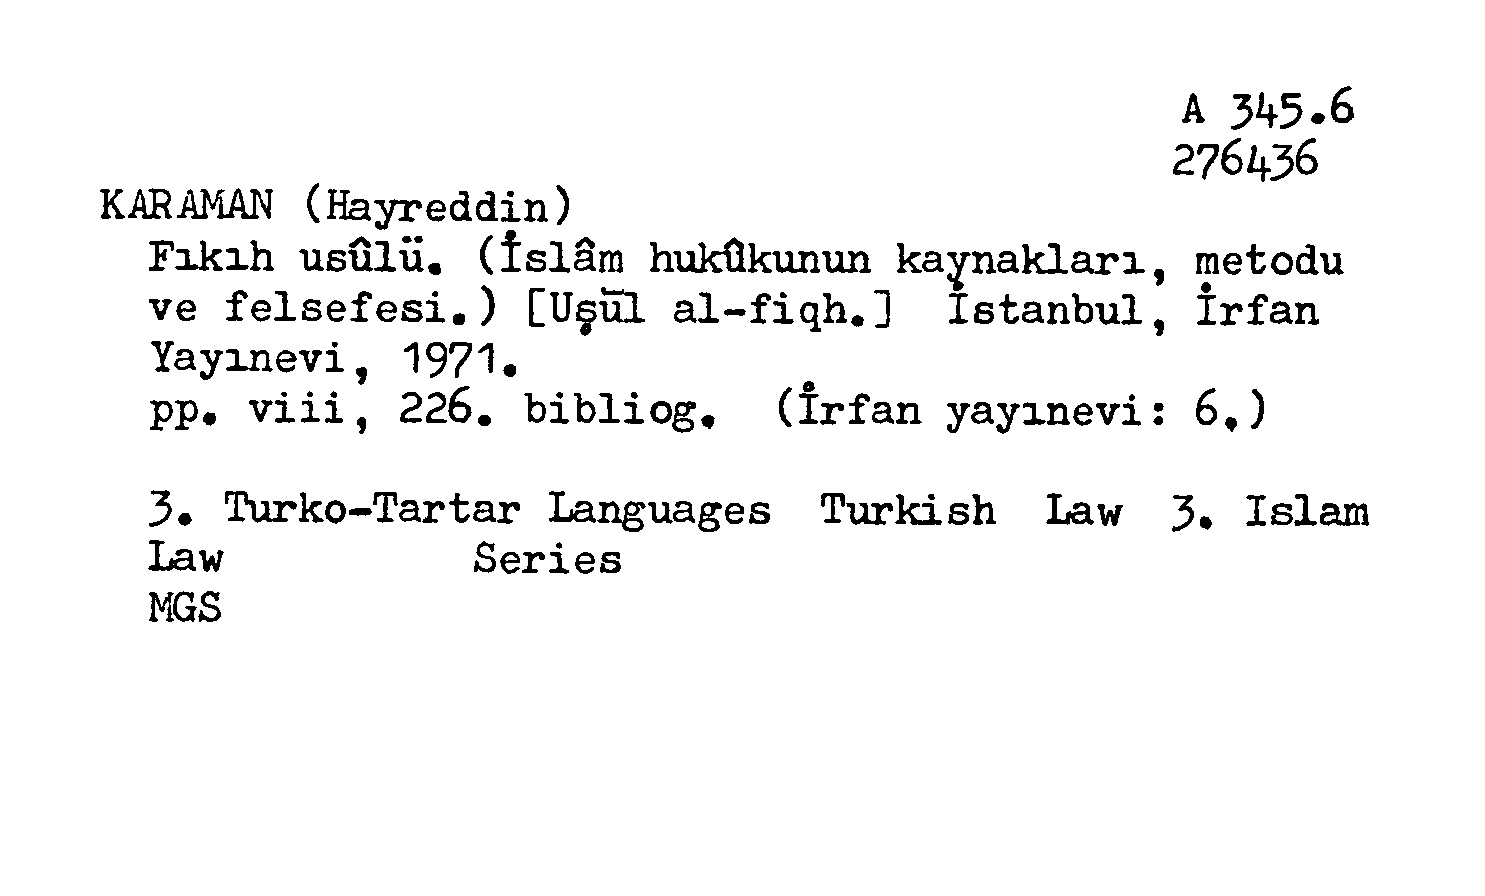 A 345.6
276436
KARAMAN (Hayreddin)
Fıkıh usûlü. (İslâm hukûkunun kaynakları, metodu
ve felsefesi.) [Uṣūl al-fiqh.] İstanbul, İrfan
Yayınevi, 1971.
pp. viii, 226. bibliog. (İrfan yayınevi: 6.)
3. Turko-Tartar Languages Turkish Law 3. Islam
Law Series
MGS